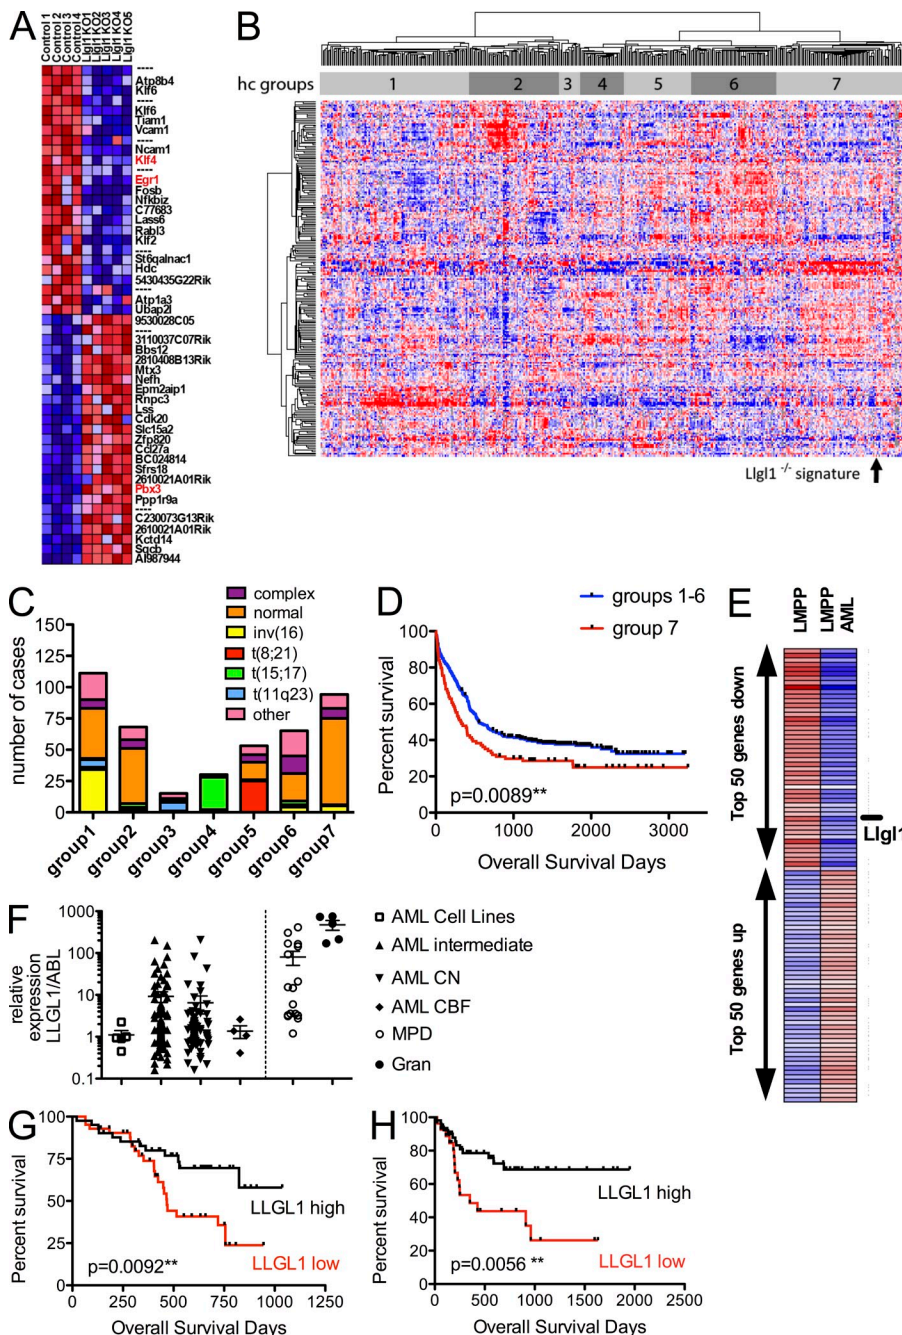 A
Control 1
Control 2
Control 3
Control 4
Llgl1 KO1
Llgl1 KO2
Llgl1 KO3
Llgl1 KO4
Llgl1 KO5
----
Atp8b4
Klf6
----
Klf6
Tiam1
Vcam1
----
Ncam1
Klf4
----
Egr1
Fosb
Nfkbiz
C77683
Lass6
Rabl3
Klf2
----
St6galnac1
Hdc
5430435G22Rik
----
Atp1a3
Ubap2l
9530028C05
----
3110037C07Rik
Bbs12
2810408B13Rik
Mtx3
Nefh
Epm2aip1
Rnpc3
Lss
Cdk20
Slc15a2
Zfp820
Ccl27a
BC024814
Sfrs18
2610021A01Rik
Pbx3
Ppp1r9a
----
C230073G13Rik
2610021A01Rik
Kctd14
Sqcb
AI987944
B
hc groups
1 2 3 4 5 6 7
Llgl1 -/- signature
C
complex
normal
inv(16)
t(8;21)
t(15;17)
t(11q23)
other
number of cases
150
100
50
0
group1
group2
group3
group4
group5
group6
group7
D
groups 1-6
group 7
Percent survival
100
80
60
40
20
0
p=0.0089**
0 1000 2000 3000
Overall Survival Days
E
LMPP
LMPP AML
Top 50 genes down
Llgl1
Top 50 genes up
F
relative expression LLGL1/ABL
1000
100
10
1
0.1
AML Cell Lines
AML intermediate
AML CN
AML CBF
MPD
Gran
G
Percent survival
100
75
50
25
0
LLGL1 high
LLGL1 low
p=0.0092**
0 250 500 750 1000 1250
Overall Survival Days
H
Percent survival
100
80
60
40
20
0
LLGL1 high
LLGL1 low
p=0.0056 **
0 500 1000 1500 2000 2500
Overall Survival Days